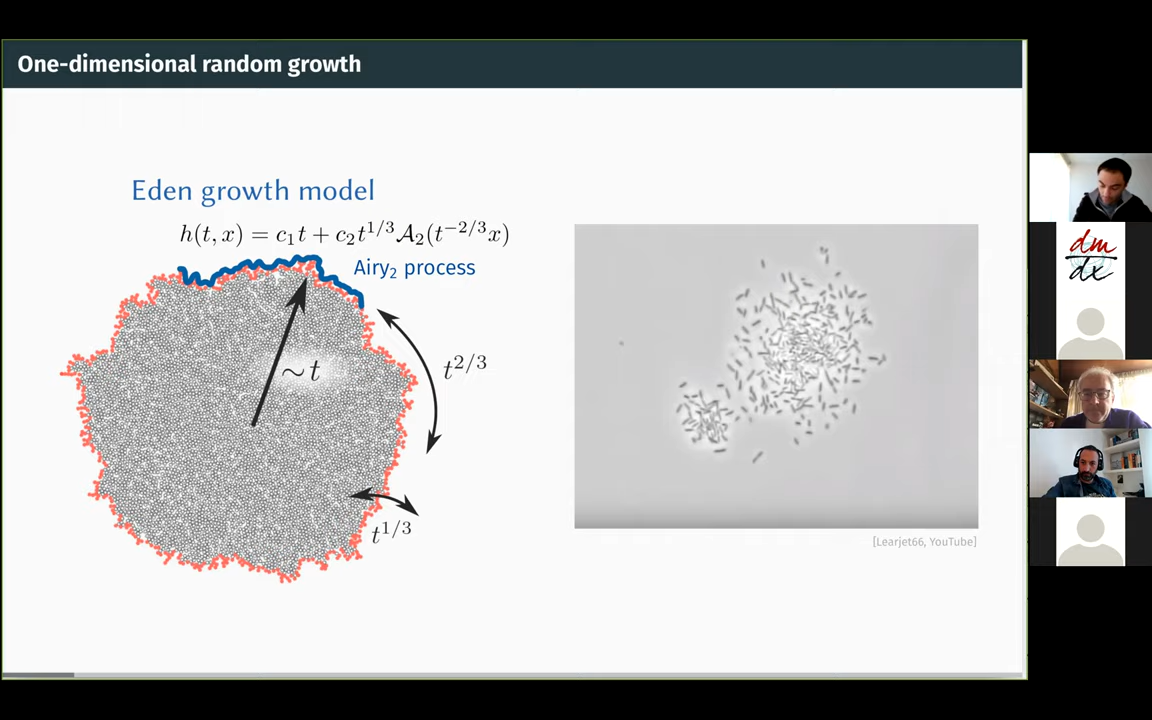 One-dimensional random growth
Eden growth model
h(t, x) = c₁t + c₂t^{1/3}𝒜₂(t^{−2/3}x)
Airy₂ process
∼ t
t^{2/3}
t^{1/3}
[Learjet66, YouTube]
dm
dx